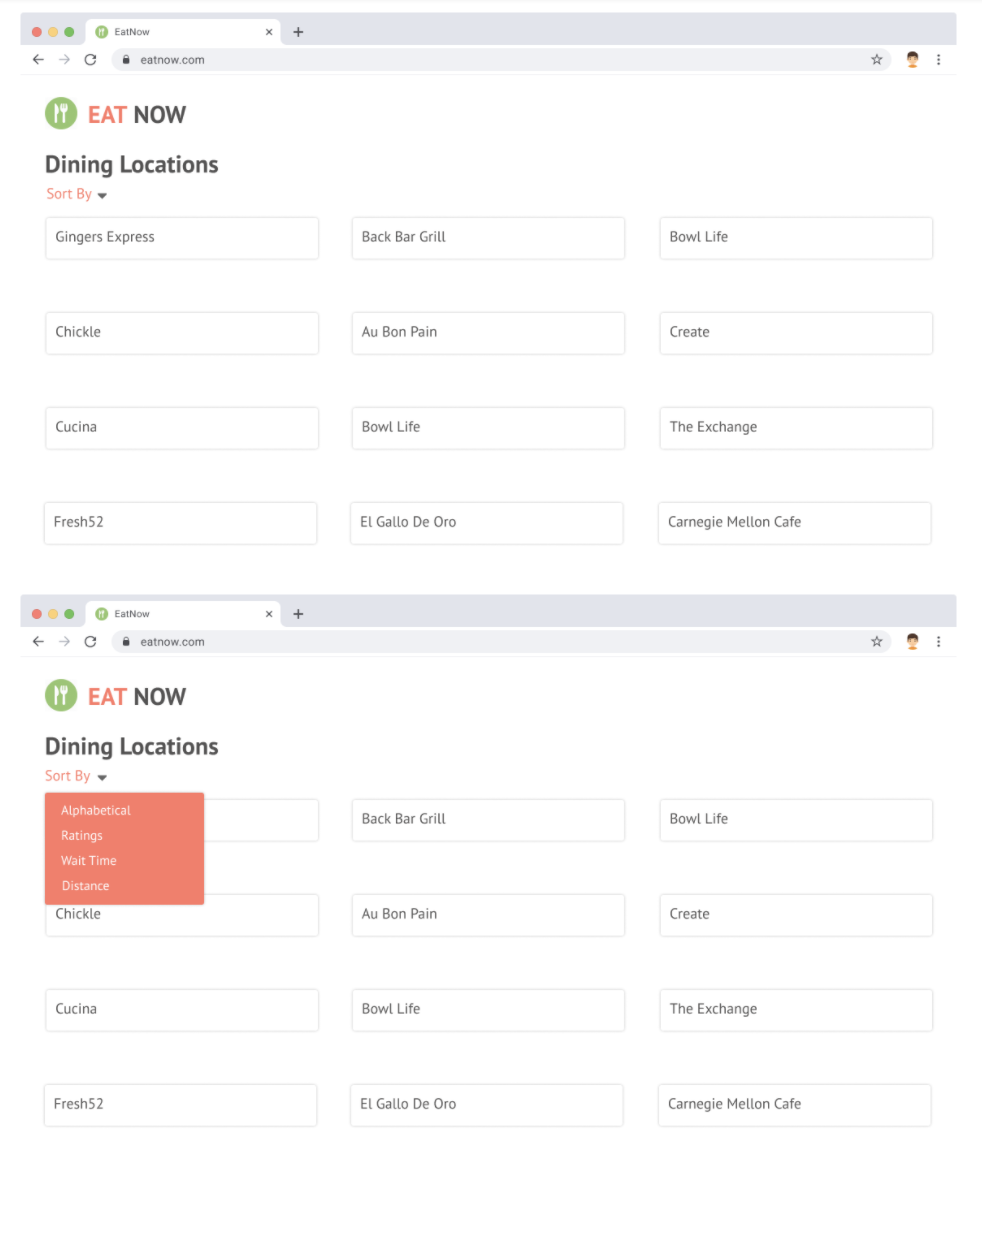 EatNow
eatnow.com
EAT NOW
Dining Locations
Sort By
Gingers Express Back Bar Grill Bowl Life
Chickle Au Bon Pain Create
Cucina Bowl Life The Exchange
Fresh52 El Gallo De Oro Carnegie Mellon Cafe
EatNow
eatnow.com
EAT NOW
Dining Locations
Sort By
Alphabetical
Back Bar Grill Bowl Life
Ratings
Wait Time
Distance
Chickle Au Bon Pain Create
Cucina Bowl Life The Exchange
Fresh52 El Gallo De Oro Carnegie Mellon Cafe